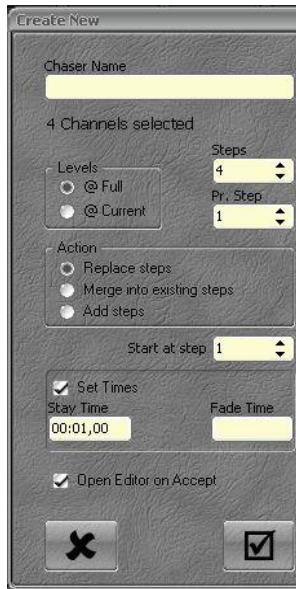 Create New
Chaser Name
4 Channels selected
Steps
Levels
4
@ Full
Pr. Step
@ Current
1
Action
Replace steps
Merge into existing steps
Add steps
Start at step 1
Set Times
Stay Time Fade Time
00:01,00
Open Editor on Accept